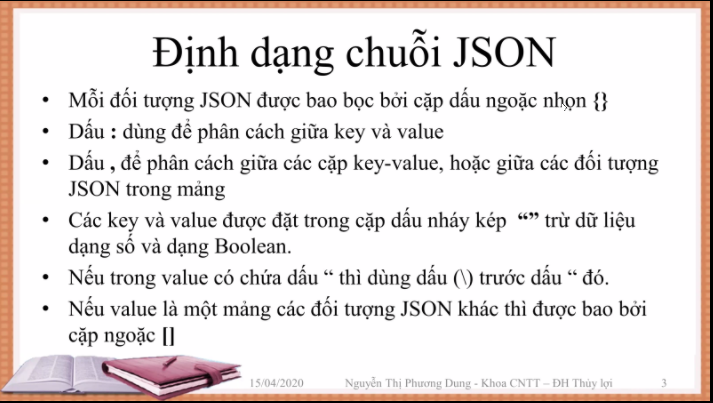 Định dạng chuỗi JSON
• Mỗi đối tượng JSON được bao bọc bởi cặp dấu ngoặc nhọn {}
• Dấu : dùng để phân cách giữa key và value
• Dấu , để phân cách giữa các cặp key-value, hoặc giữa các đối tượng
JSON trong mảng
• Các key và value được đặt trong cặp dấu nháy kép “” trừ dữ liệu
dạng số và dạng Boolean.
• Nếu trong value có chứa dấu “ thì dùng dấu (\) trước dấu “ đó.
• Nếu value là một mảng các đối tượng JSON khác thì được bao bởi
cặp ngoặc []
15/04/2020 Nguyễn Thị Phương Dung - Khoa CNTT – ĐH Thủy lợi 3